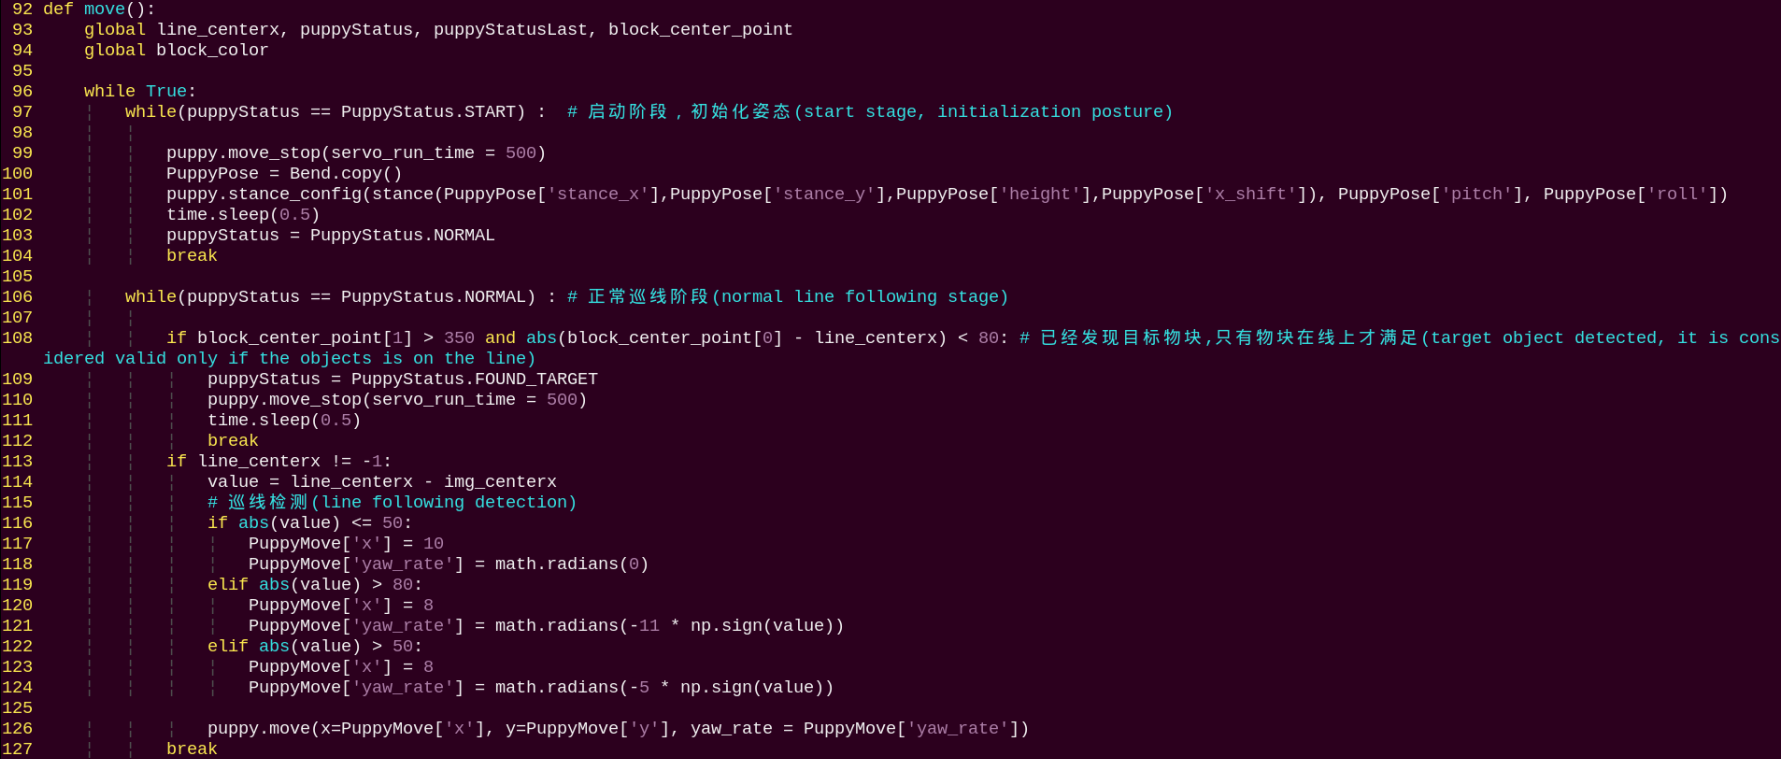 92 def move():
93     global line_centerx, puppyStatus, puppyStatusLast, block_center_point
94     global block_color
95
96     while True:
97         while(puppyStatus == PuppyStatus.START) :  # 启动阶段，初始化姿态(start stage, initialization posture)
98
99             puppy.move_stop(servo_run_time = 500)
100             PuppyPose = Bend.copy()
101             puppy.stance_config(stance(PuppyPose['stance_x'],PuppyPose['stance_y'],PuppyPose['height'],PuppyPose['x_shift']), PuppyPose['pitch'], PuppyPose['roll'])
102             time.sleep(0.5)
103             puppyStatus = PuppyStatus.NORMAL
104             break
105
106         while(puppyStatus == PuppyStatus.NORMAL) : # 正常巡线阶段(normal line following stage)
107
108             if block_center_point[1] > 350 and abs(block_center_point[0] - line_centerx) < 80: # 已经发现目标物块,只有物块在线上才满足(target object detected, it is cons
idered valid only if the objects is on the line)
109                 puppyStatus = PuppyStatus.FOUND_TARGET
110                 puppy.move_stop(servo_run_time = 500)
111                 time.sleep(0.5)
112                 break
113             if line_centerx != -1:
114                 value = line_centerx - img_centerx
115                 # 巡线检测(line following detection)
116                 if abs(value) <= 50:
117                     PuppyMove['x'] = 10
118                     PuppyMove['yaw_rate'] = math.radians(0)
119                 elif abs(value) > 80:
120                     PuppyMove['x'] = 8
121                     PuppyMove['yaw_rate'] = math.radians(-11 * np.sign(value))
122                 elif abs(value) > 50:
123                     PuppyMove['x'] = 8
124                     PuppyMove['yaw_rate'] = math.radians(-5 * np.sign(value))
125
126                 puppy.move(x=PuppyMove['x'], y=PuppyMove['y'], yaw_rate = PuppyMove['yaw_rate'])
127             break